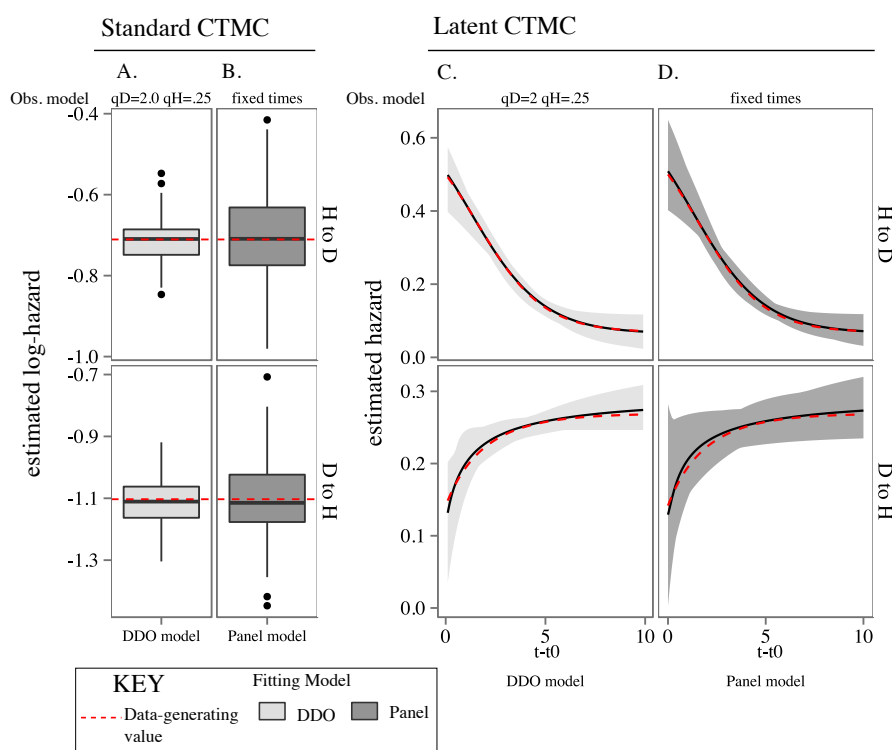 Standard CTMC
Latent CTMC
A.
B.
C.
D.
Obs. model
qD=2.0 qH=.25
fixed times
Obs. model
qD=2 qH=.25
fixed times
estimated log-hazard
-0.4
-0.6
-0.8
-1.0
H to D
-0.7
-0.9
-1.1
-1.3
D to H
DDO model
Panel model
estimated hazard
0.6
0.4
0.2
0.0
H to D
0.3
0.2
0.1
0.0
D to H
0
5
10
0
5
10
t-t0
t-t0
DDO model
Panel model
KEY
Fitting Model
Data-generating
value
DDO
Panel